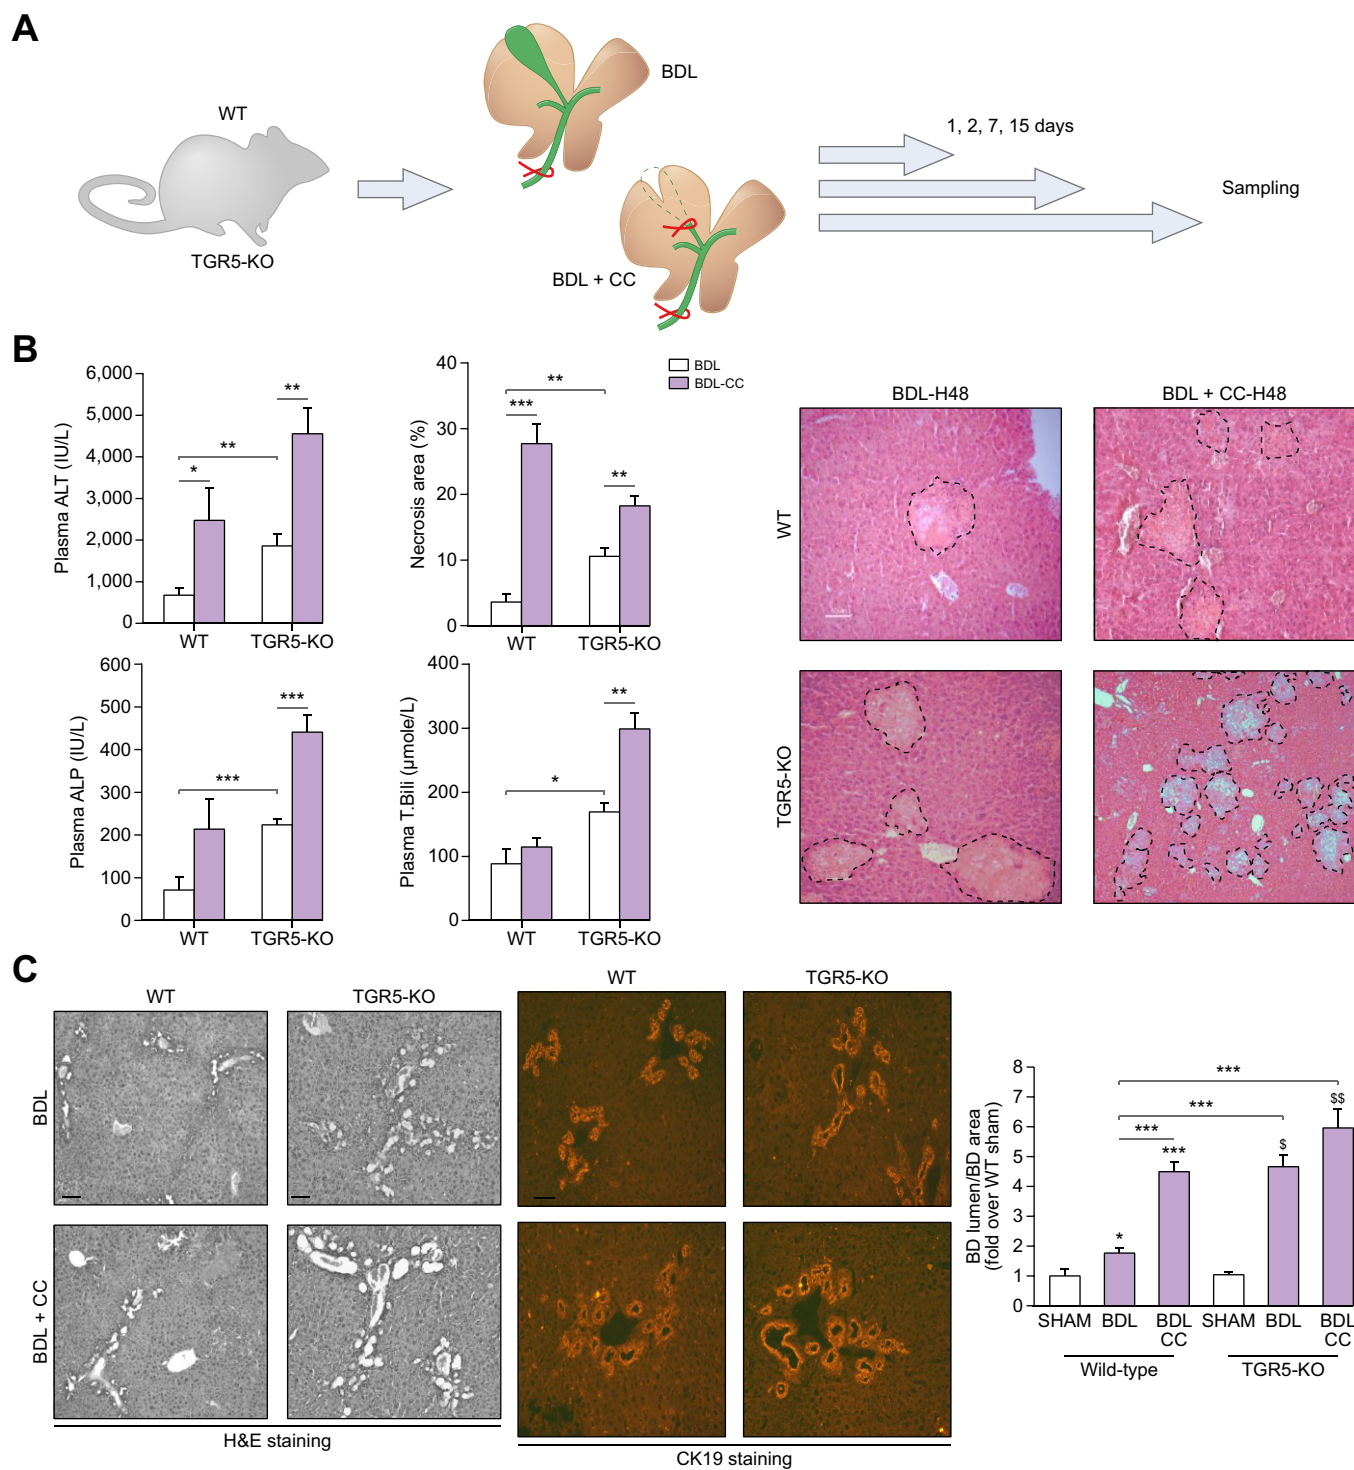 A
WT
TGR5-KO
BDL
BDL + CC
1, 2, 7, 15 days
Sampling
B
Plasma ALT (IU/L)
6,000
5,000
4,000
3,000
2,000
1,000
0
*
**
**
WT
TGR5-KO
Necrosis area (%)
40
30
20
10
0
***
**
**
WT
TGR5-KO
BDL
BDL-CC
Plasma ALP (IU/L)
600
500
400
300
200
100
0
***
***
WT
TGR5-KO
Plasma T.Bili (µmole/L)
400
300
200
100
0
*
**
WT
TGR5-KO
BDL-H48
BDL + CC-H48
WT
TGR5-KO
C
WT
TGR5-KO
BDL
BDL + CC
H&E staining
WT
TGR5-KO
CK19 staining
BD lumen/BD area
(fold over WT sham)
8
7
6
5
4
3
2
1
0
***
***
***
*
***
$
$$
SHAM
BDL
BDL
CC
SHAM
BDL
BDL
CC
Wild-type
TGR5-KO